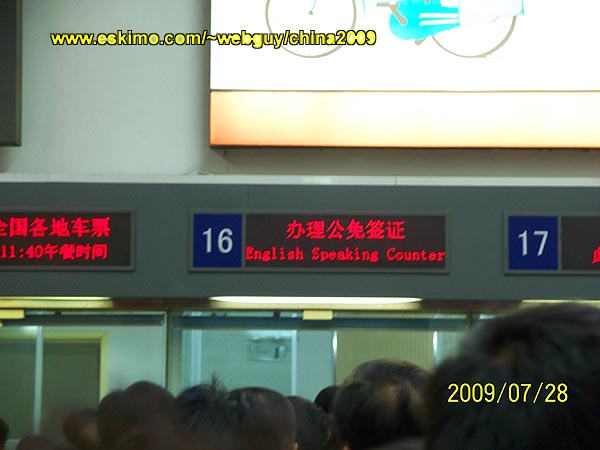 www.eskimo.com/~webguy/china2009
全国各地车票
11:40午餐时间
16
办理公免签证
English Speaking Counter
17
2009/07/28